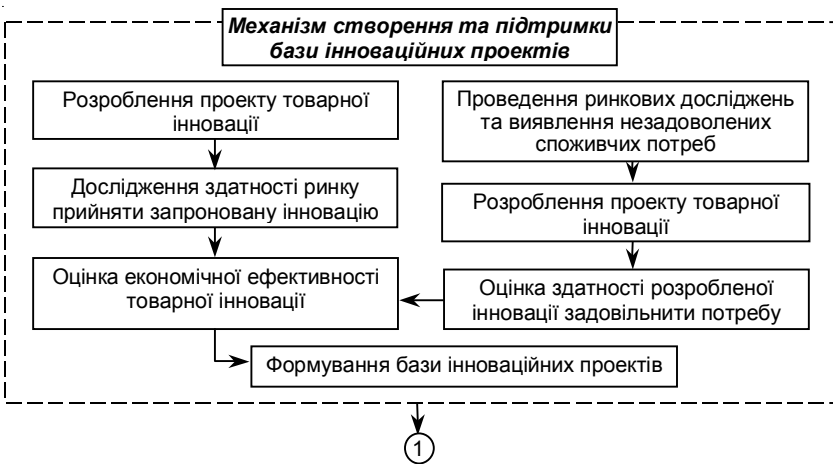 Механізм створення та підтримки
бази інноваційних проектів
Розроблення проекту товарної
інновації
Дослідження здатності ринку
прийняти запроновану інновацію
Оцінка економічної ефективності
товарної інновації
Проведення ринкових досліджень
та виявлення незадоволених
споживчих потреб
Розроблення проекту товарної
інновації
Оцінка здатності розробленої
інновації задовільнити потребу
Формування бази інноваційних проектів
1